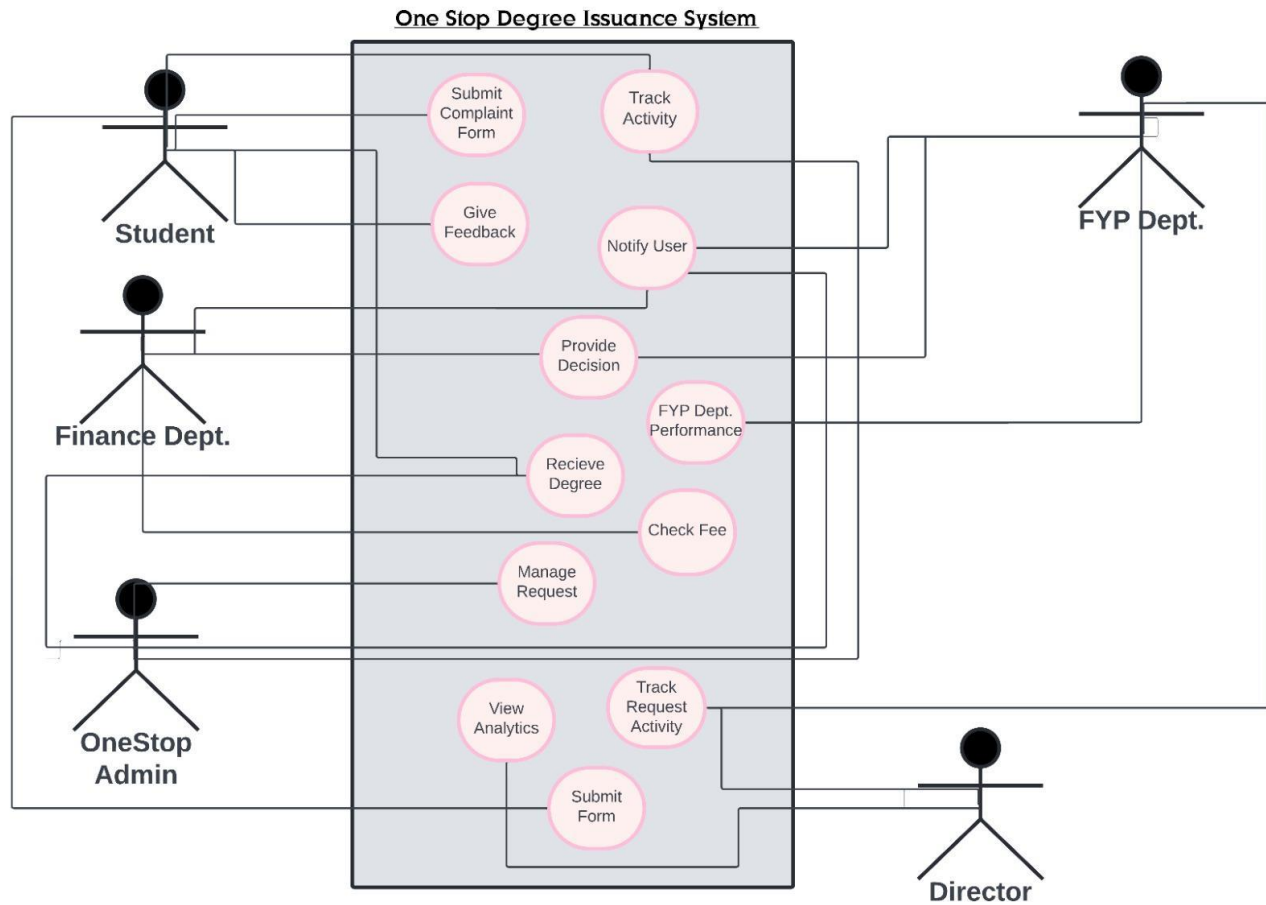 One Stop Degree Issuance System
Submit
Complaint
Form
Track
Activity
Student
Give
Feedback
Notify User
FYP Dept.
Provide
Decision
Finance Dept.
FYP Dept.
Performance
Recieve
Degree
Check Fee
Manage
Request
OneStop
Admin
View
Analytics
Track
Request
Activity
Submit
Form
Director